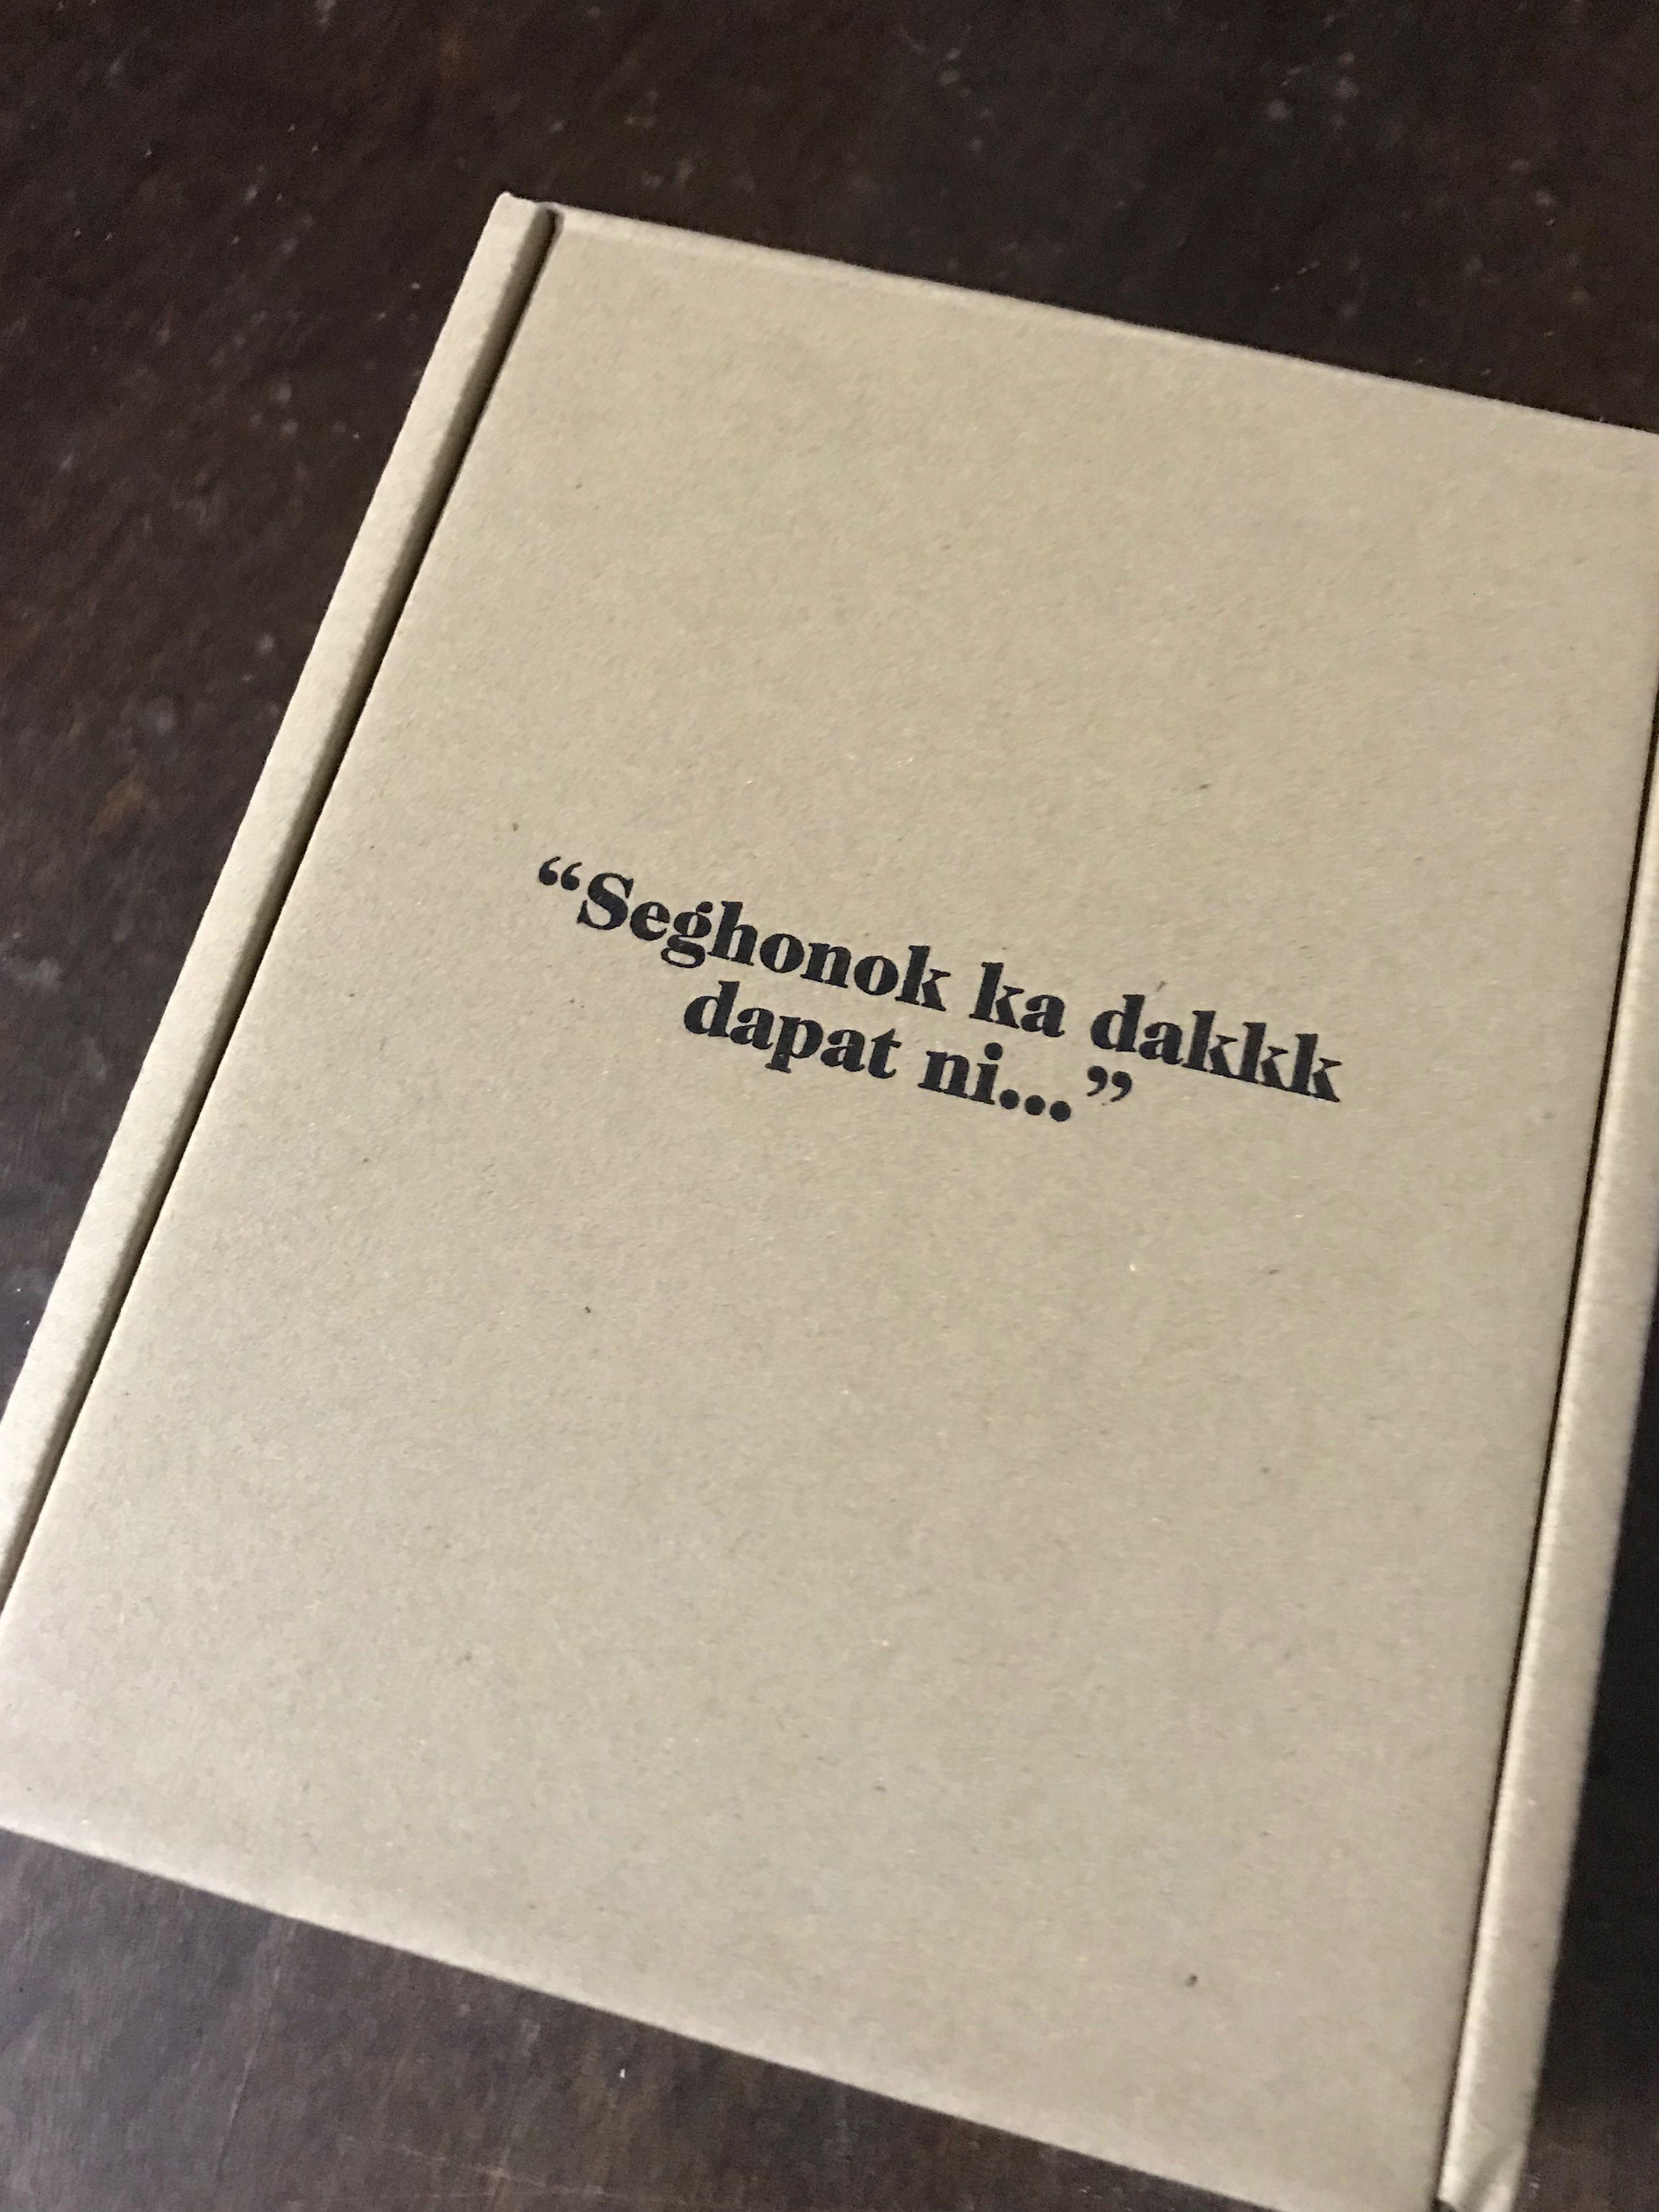 “Seghonok ka dakkk
dapat ni...”